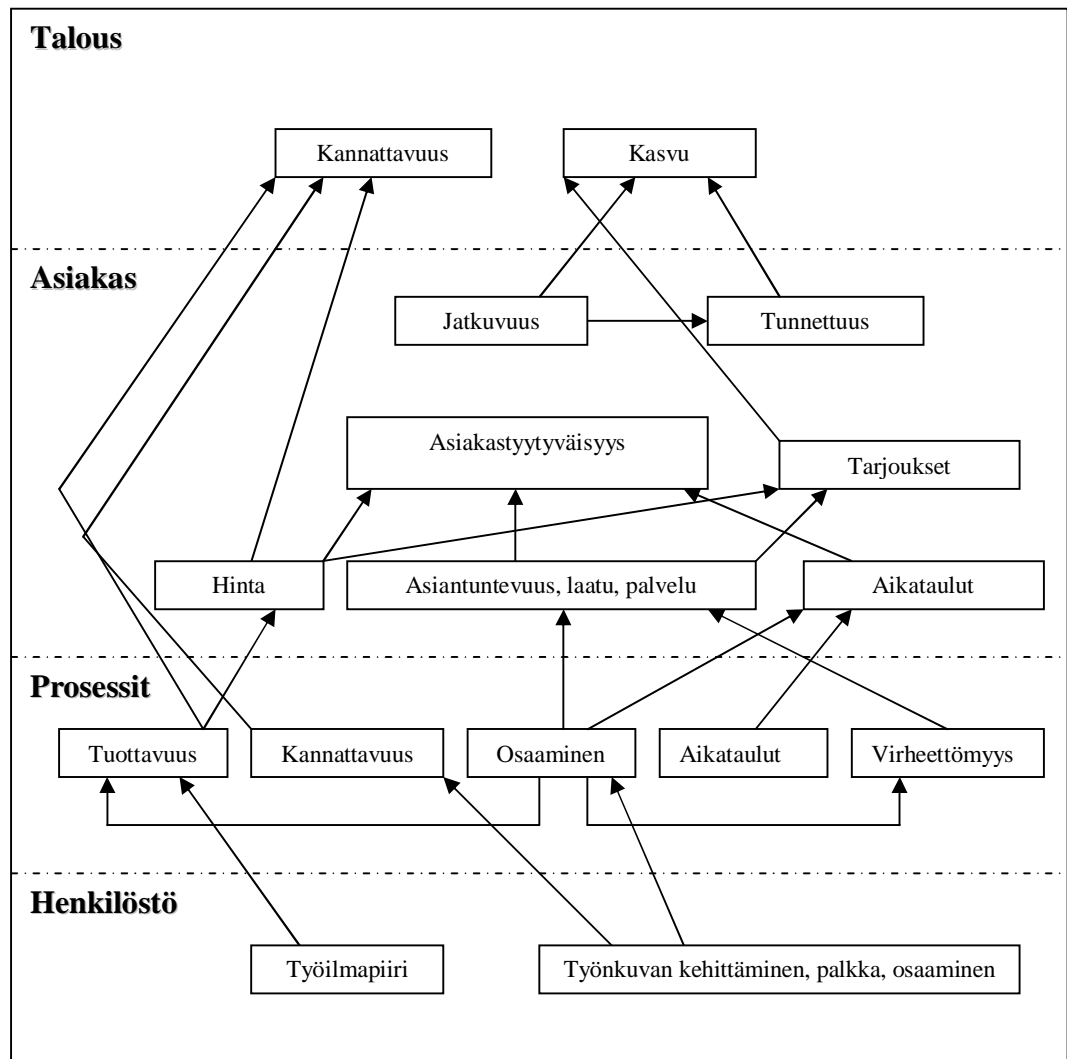 Talous
Kannattavuus
Kasvu
Asiakas
Jatkuvuus
Tunnettuus
Asiakastyytyväisyys
Tarjoukset
Hinta
Asiantuntevuus, laatu, palvelu
Aikataulut
Prosessit
Tuottavuus
Kannattavuus
Osaaminen
Aikataulut
Virheettömyys
Henkilöstö
Työilmapiiri
Työnkuvan kehittäminen, palkka, osaaminen